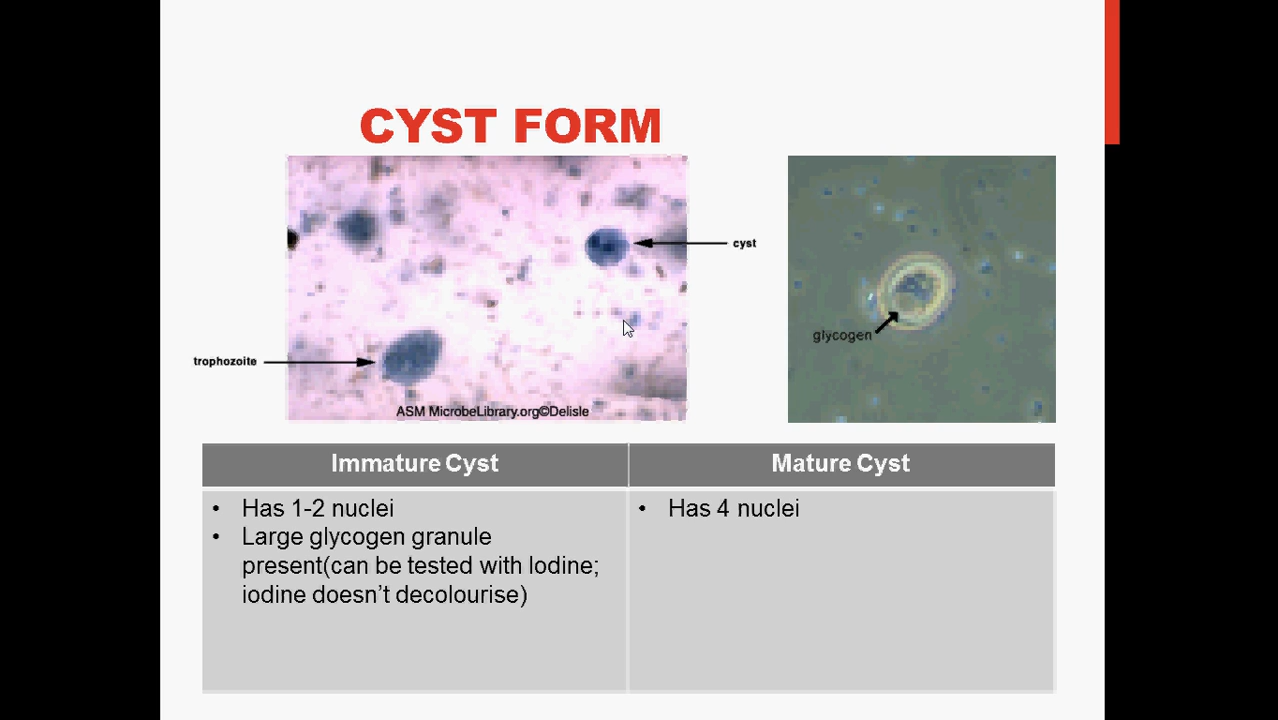 CYST FORM
cyst
trophozoite
ASM MicrobeLibrary.org©Delisle
glycogen
Immature Cyst
Mature Cyst
• Has 1-2 nuclei
• Large glycogen granule
present(can be tested with Iodine;
iodine doesn't decolourise)
• Has 4 nuclei